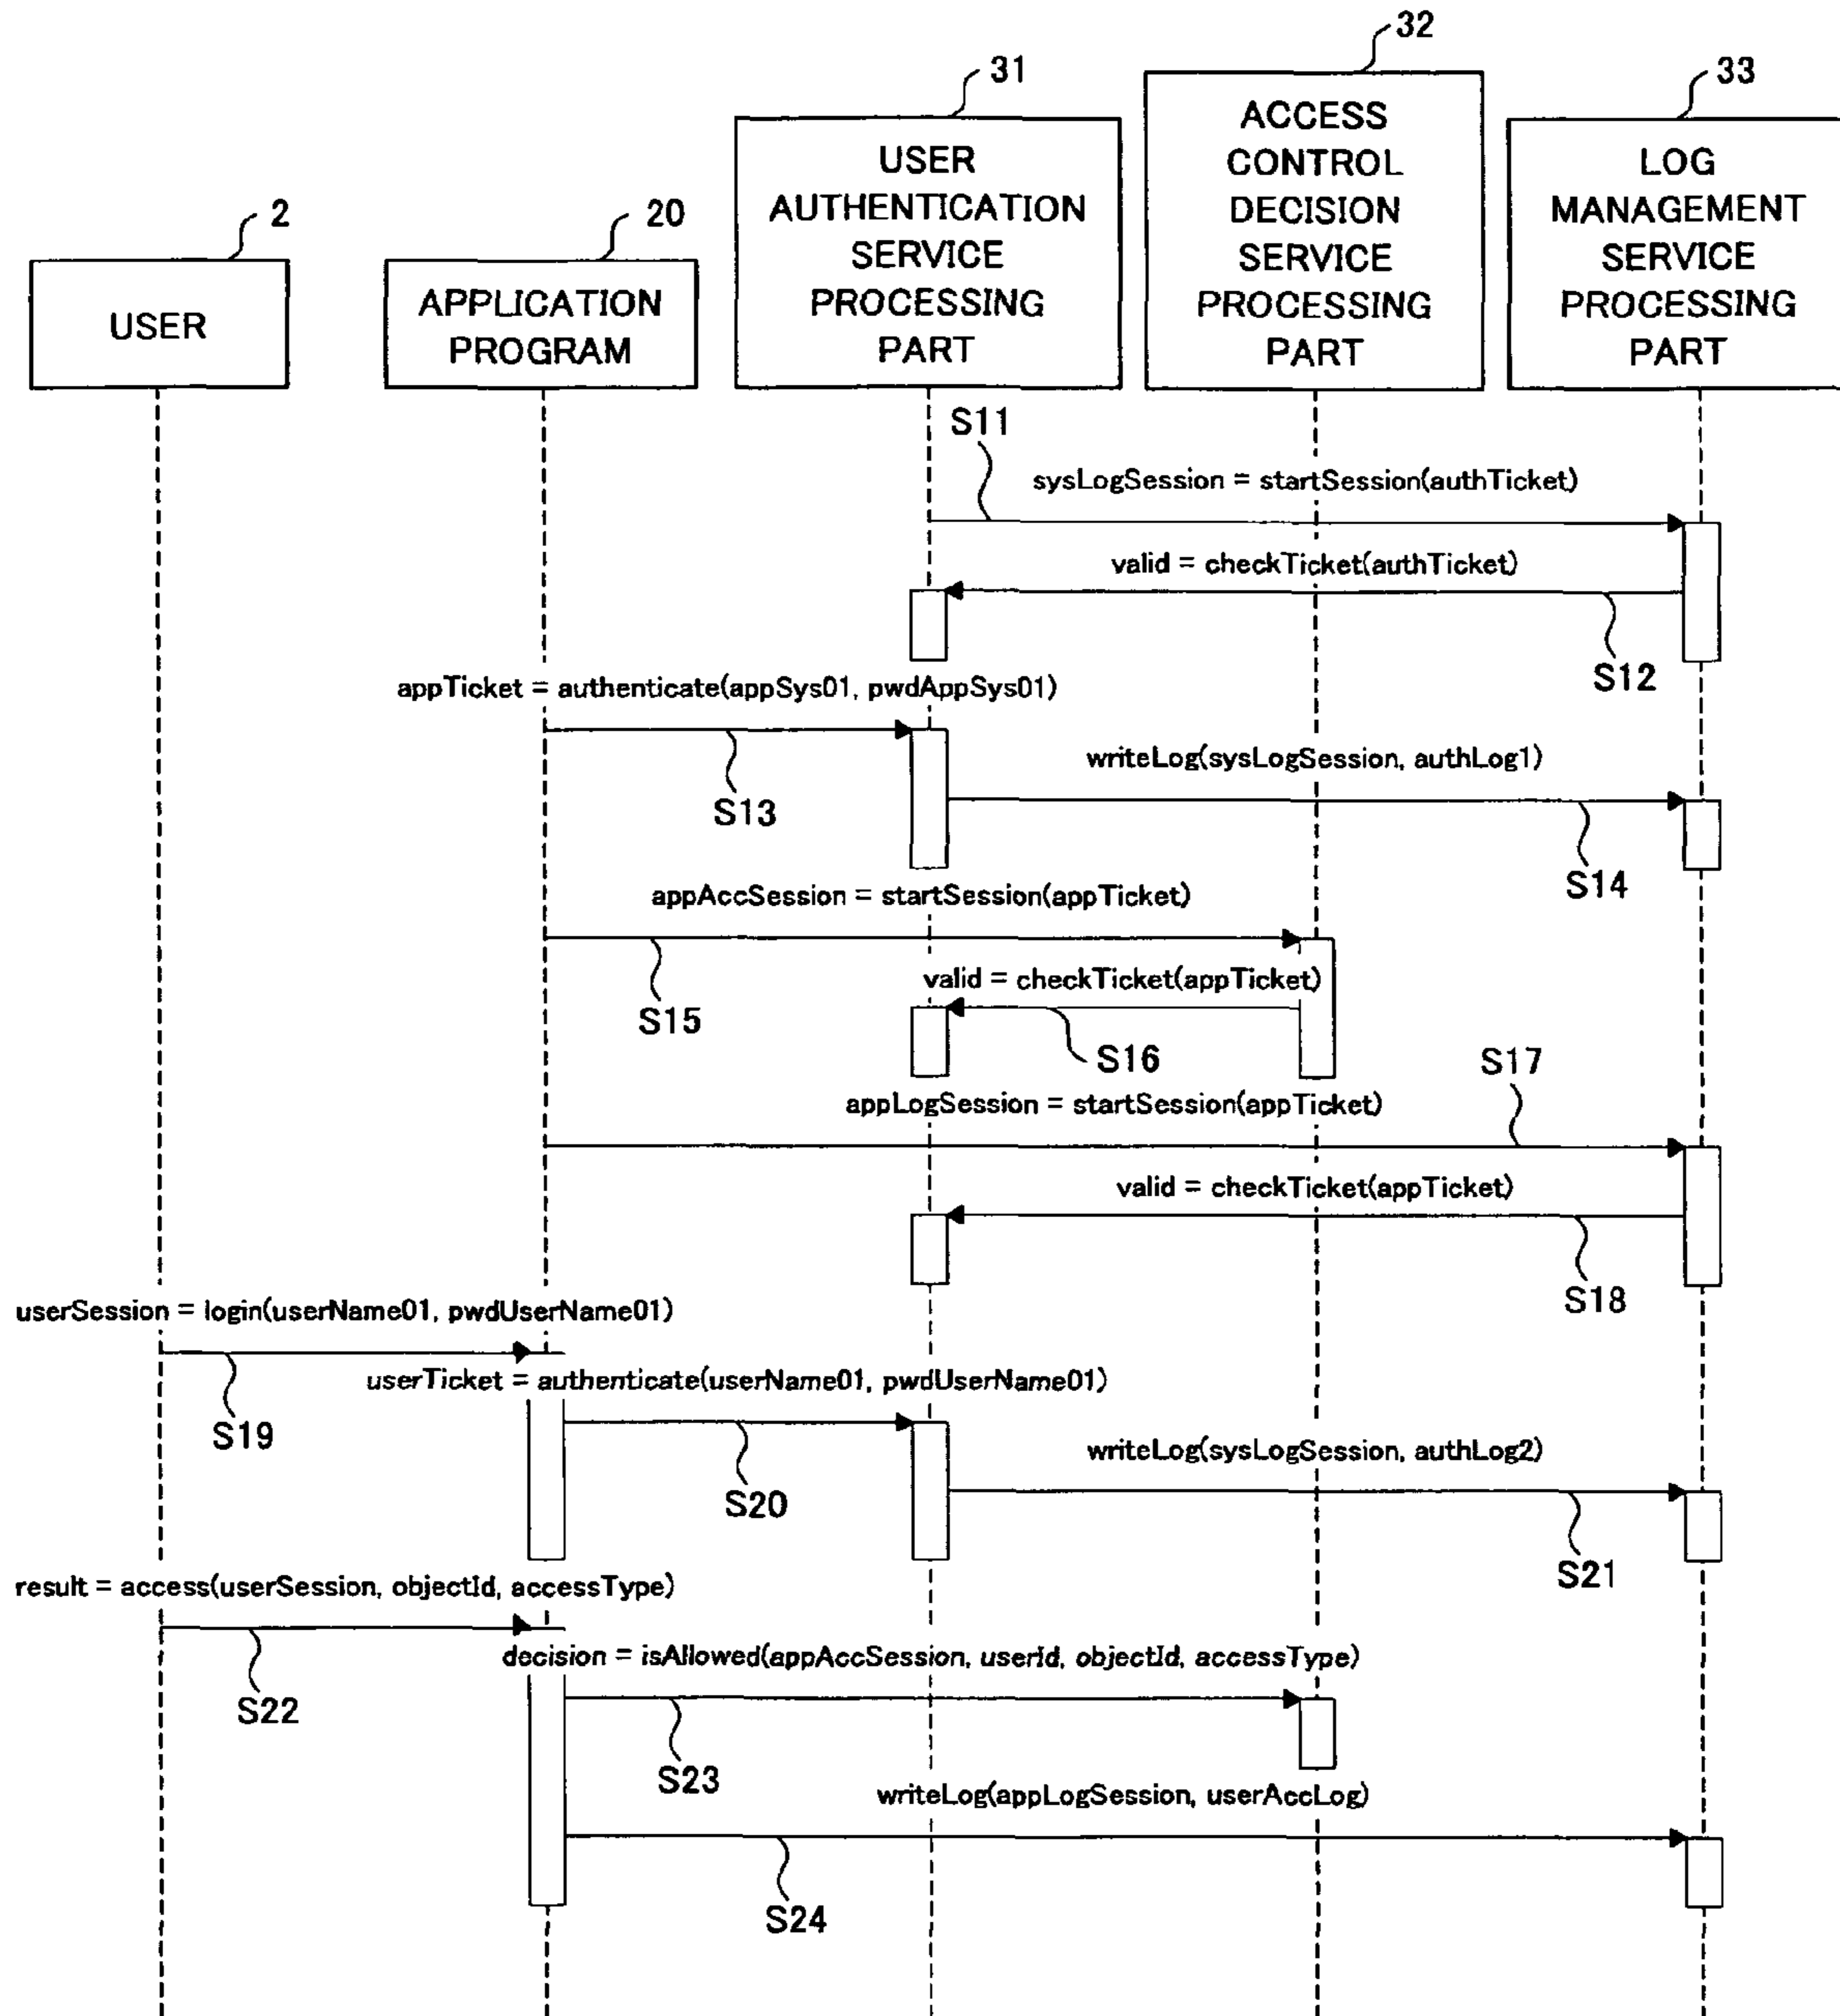 32
31
33
2
20
USER
APPLICATION
PROGRAM
USER
AUTHENTICATION
SERVICE
PROCESSING
PART
ACCESS
CONTROL
DECISION
SERVICE
PROCESSING
PART
LOG
MANAGEMENT
SERVICE
PROCESSING
PART
S11
sysLogSession = startSession(authTicket)
valid = checkTicket(authTicket)
S12
appTicket = authenticate(appSys01, pwdAppSys01)
S13
writeLog(sysLogSession, authLog1)
S14
appAccSession = startSession(appTicket)
S15
valid = checkTicket(appTicket)
S16
S17
appLogSession = startSession(appTicket)
valid = checkTicket(appTicket)
S18
userSession = login(userName01, pwdUserName01)
S19
userTicket = authenticate(userName01, pwdUserName01)
S20
writeLog(sysLogSession, authLog2)
S21
result = access(userSession, objectId, accessType)
S22
decision = isAllowed(appAccSession, userId, objectId, accessType)
S23
writeLog(appLogSession, userAccLog)
S24